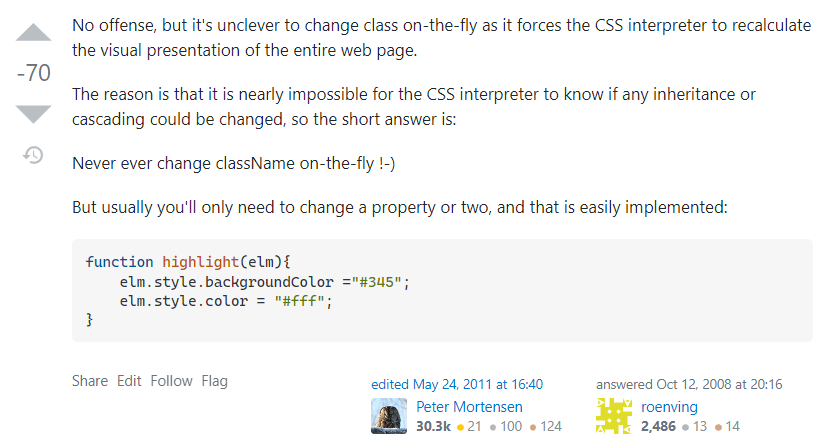 No offense, but it's unclever to change class on-the-fly as it forces the CSS interpreter to recalculate
the visual presentation of the entire web page.
-70
The reason is that it is nearly impossible for the CSS interpreter to know if any inheritance or
cascading could be changed, so the short answer is:
Never ever change className on-the-fly !-)
But usually you'll only need to change a property or two, and that is easily implemented:
function highlight(elm){
    elm.style.backgroundColor ="#345";
    elm.style.color = "#fff";
}
Share Edit Follow Flag
edited May 24, 2011 at 16:40
Peter Mortensen
30.3k 21 100 124
answered Oct 12, 2008 at 20:16
roenving
2,486 13 14